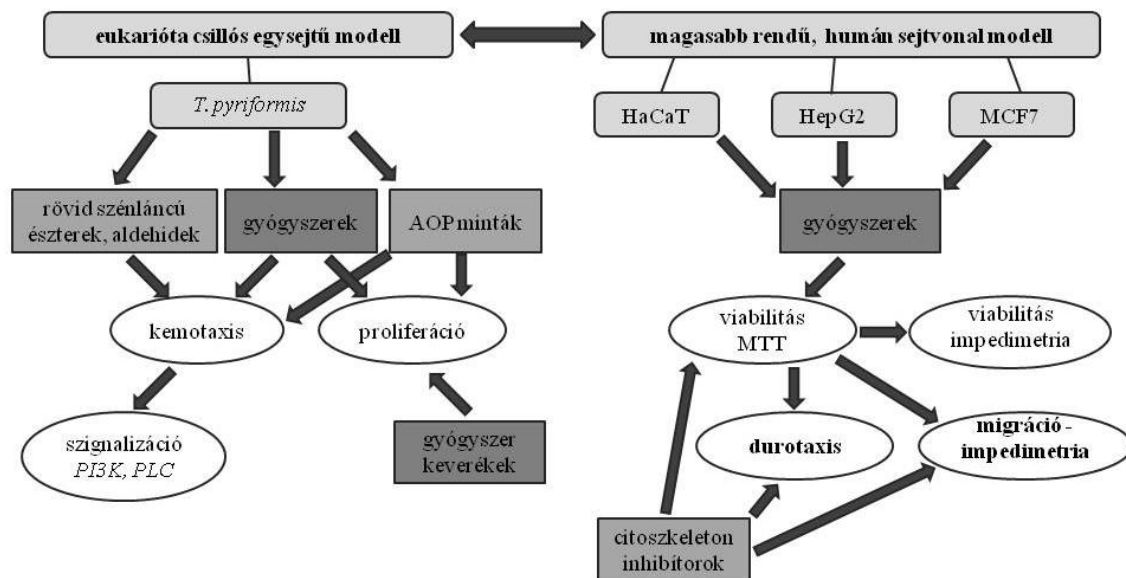 eukarióta csillós egysejtű modell
magasabb rendű, humán sejtvonal modell
T. pyriformis
HaCaT
HepG2
MCF7
rövid szénláncú
észterek, aldehidek
gyógyszerek
AOP minták
gyógyszerek
kemotaxis
proliferáció
viabilitás
MTT
viabilitás
impedimetria
szignalizáció
PI3K, PLC
gyógyszer
keverékek
durotaxis
migráció -
impedimetria
citoszkeleton
inhibítorok